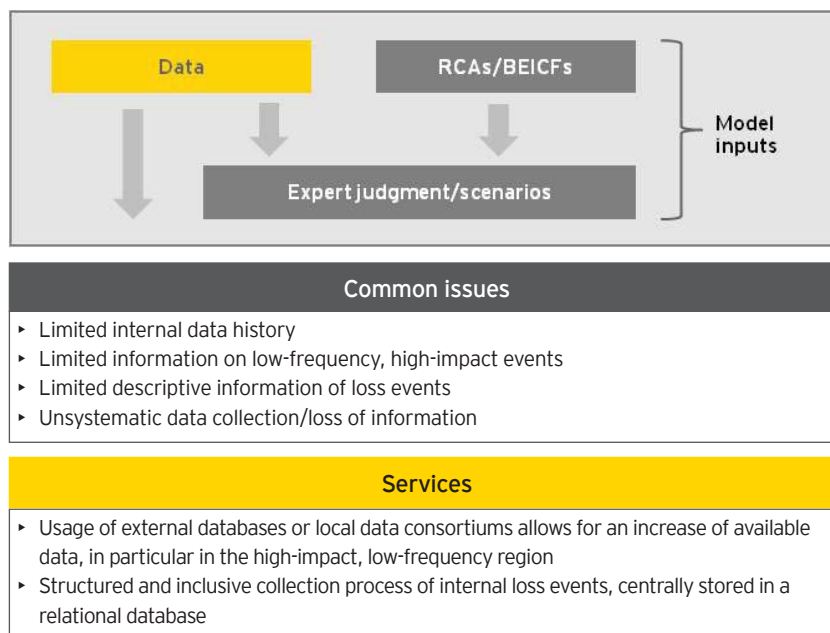 Data
RCAs/BEICFs
Model
inputs
Expert judgment/scenarios
Common issues
‣ Limited internal data history
‣ Limited information on low-frequency, high-impact events
‣ Limited descriptive information of loss events
‣ Unsystematic data collection/loss of information
Services
‣ Usage of external databases or local data consortiums allows for an increase of available
data, in particular in the high-impact, low-frequency region
‣ Structured and inclusive collection process of internal loss events, centrally stored in a
relational database